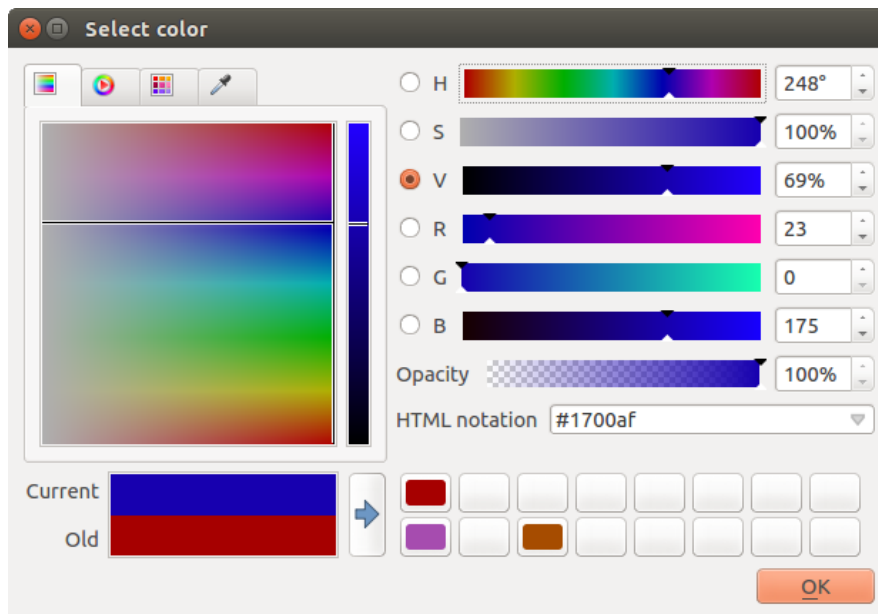 Select color
H 248°
S 100%
V 69%
R 23
G 0
B 175
Opacity 100%
HTML notation #1700af
Current
Old
OK